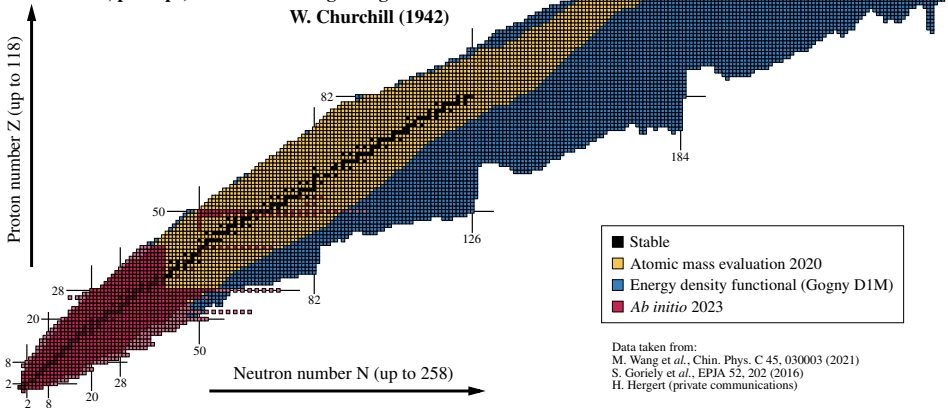 W. Churchill (1942)
Proton number Z (up to 118)
82
50
28
20
8
2
2
8
20
28
50
82
126
184
Neutron number N (up to 258)
Stable
Atomic mass evaluation 2020
Energy density functional (Gogny D1M)
Ab initio 2023
Data taken from:
M. Wang et al., Chin. Phys. C 45, 030003 (2021)
S. Goriely et al., EPJA 52, 202 (2016)
H. Hergert (private communications)